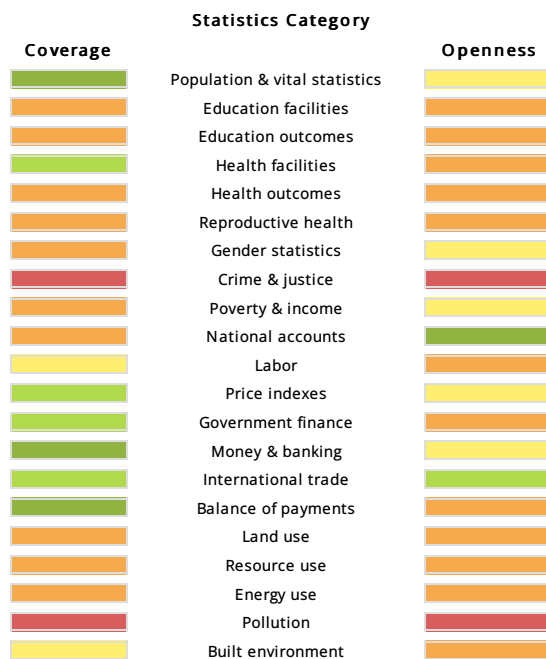 Statistics Category
Coverage Openness
Population & vital statistics
Education facilities
Education outcomes
Health facilities
Health outcomes
Reproductive health
Gender statistics
Crime & justice
Poverty & income
National accounts
Labor
Price indexes
Government finance
Money & banking
International trade
Balance of payments
Land use
Resource use
Energy use
Pollution
Built environment